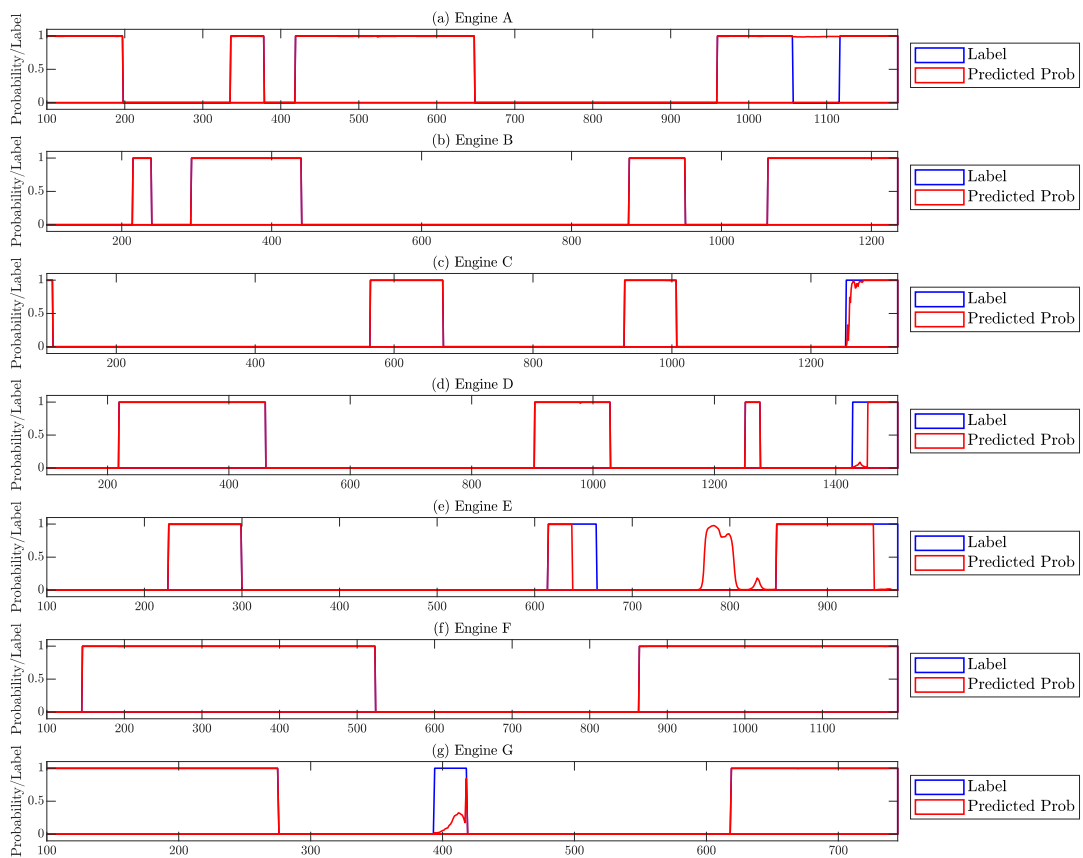 (a) Engine A
Probability/Label
1
0.5
0
100 200 300 400 500 600 700 800 900 1000 1100
Label
Predicted Prob
(b) Engine B
Probability/Label
1
0.5
0
200 400 600 800 1000 1200
Label
Predicted Prob
(c) Engine C
Probability/Label
1
0.5
0
200 400 600 800 1000 1200
Label
Predicted Prob
(d) Engine D
Probability/Label
1
0.5
0
200 400 600 800 1000 1200 1400
Label
Predicted Prob
(e) Engine E
Probability/Label
1
0.5
0
100 200 300 400 500 600 700 800 900
Label
Predicted Prob
(f) Engine F
Probability/Label
1
0.5
0
100 200 300 400 500 600 700 800 900 1000 1100
Label
Predicted Prob
(g) Engine G
Probability/Label
1
0.5
0
100 200 300 400 500 600 700
Label
Predicted Prob